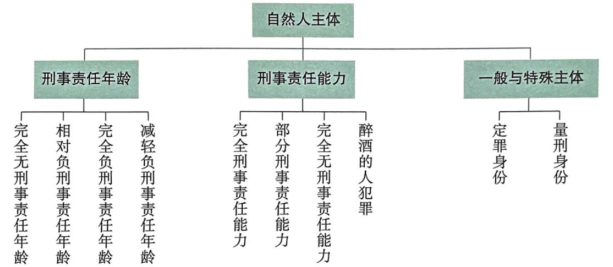 自然人主体
刑事责任年龄
刑事责任能力
一般与特殊主体
完全无刑事责任年龄
相对负刑事责任年龄
完全负刑事责任年龄
减轻负刑事责任年龄
完全刑事责任能力
部分刑事责任能力
完全无刑事责任能力
醉酒的人犯罪
定罪身份
量刑身份